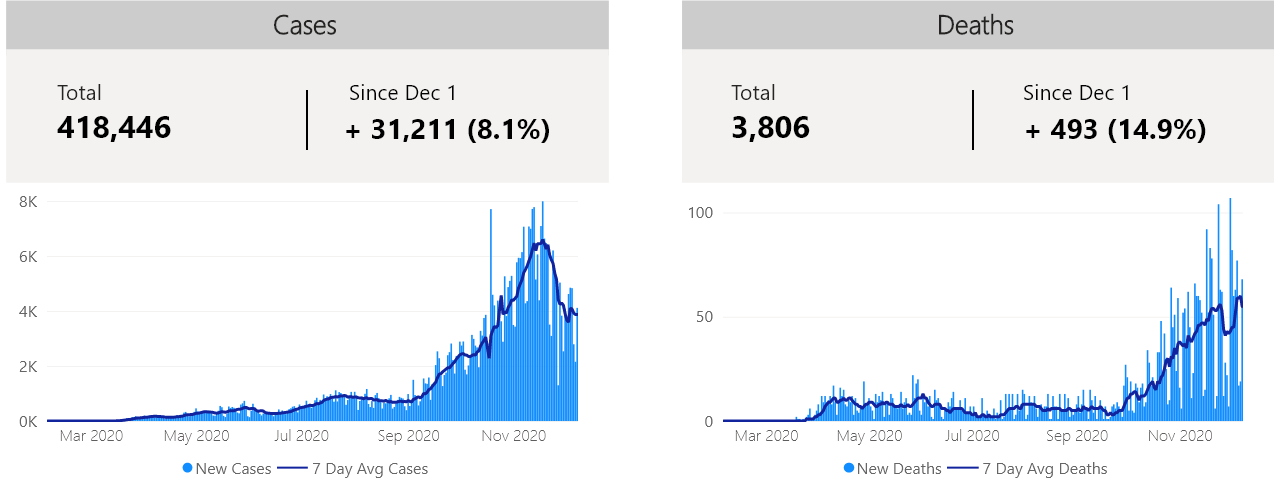 Cases
Total
418,446
Since Dec 1
+ 31,211 (8.1%)
8K
6K
4K
2K
0K
Mar 2020 May 2020 Jul 2020 Sep 2020 Nov 2020
New Cases 7 Day Avg Cases
Deaths
Total
3,806
Since Dec 1
+ 493 (14.9%)
100
50
0
Mar 2020 May 2020 Jul 2020 Sep 2020 Nov 2020
New Deaths 7 Day Avg Deaths